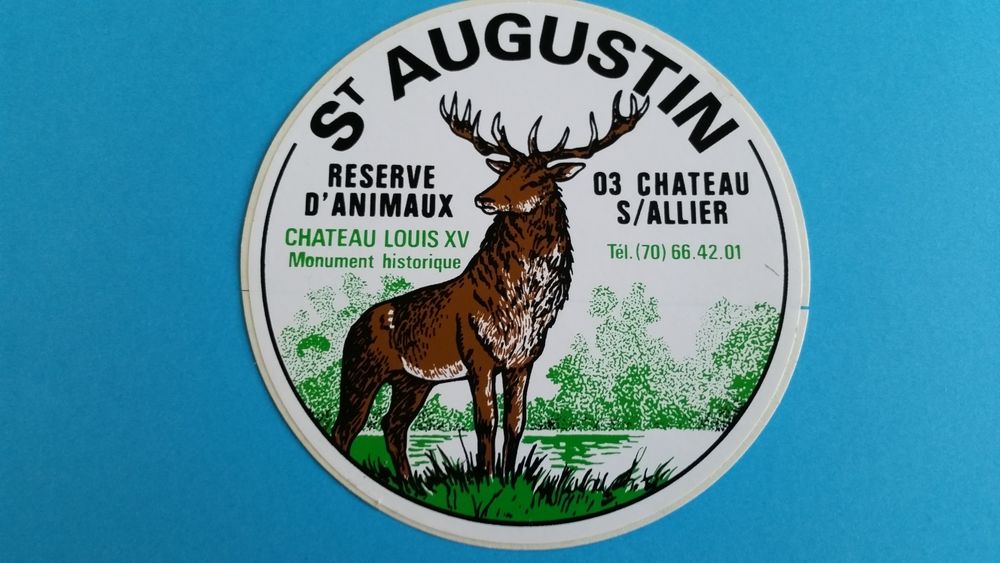 ST AUGUSTIN
RESERVE
D'ANIMAUX
CHATEAU LOUIS XV
Monument historique
03 CHATEAU
S/ALLIER
Tél. (70) 66.42.01